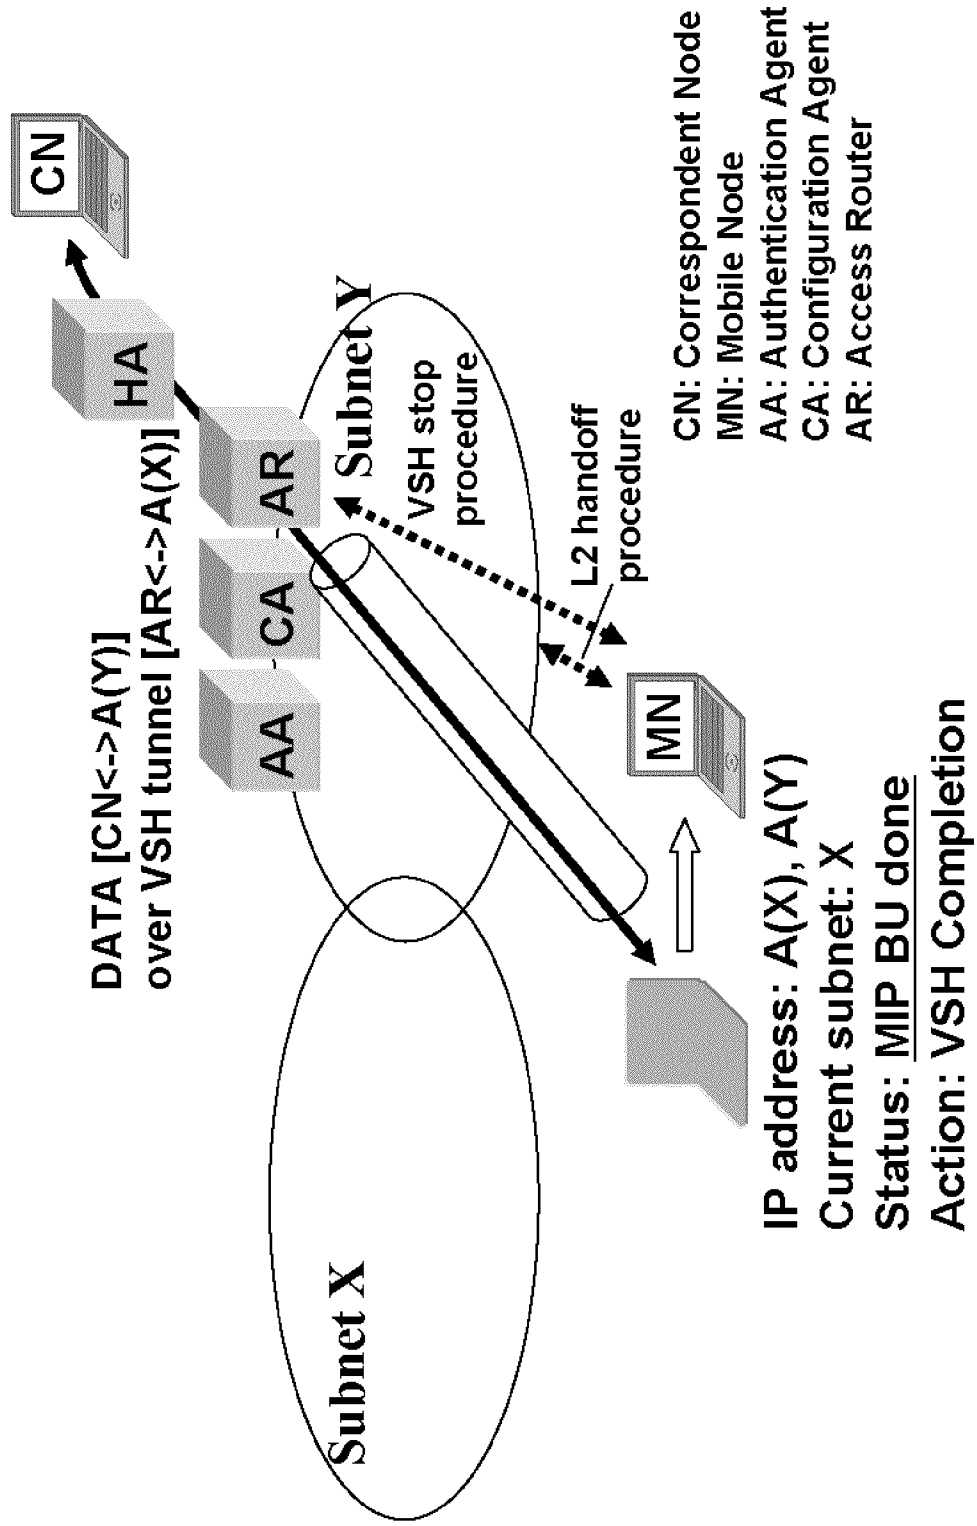 DATA [CN<->A(Y)]
over VSH tunnel [AR<->A(X)]
HA
CN
AA
CA
AR
Subnet X
Subnet Y
VSH stop
procedure
L2 handoff
procedure
MN
IP address: A(X), A(Y)
Current subnet: X
Status: MIP BU done
Action: VSH Completion
CN: Correspondent Node
MN: Mobile Node
AA: Authentication Agent
CA: Configuration Agent
AR: Access Router